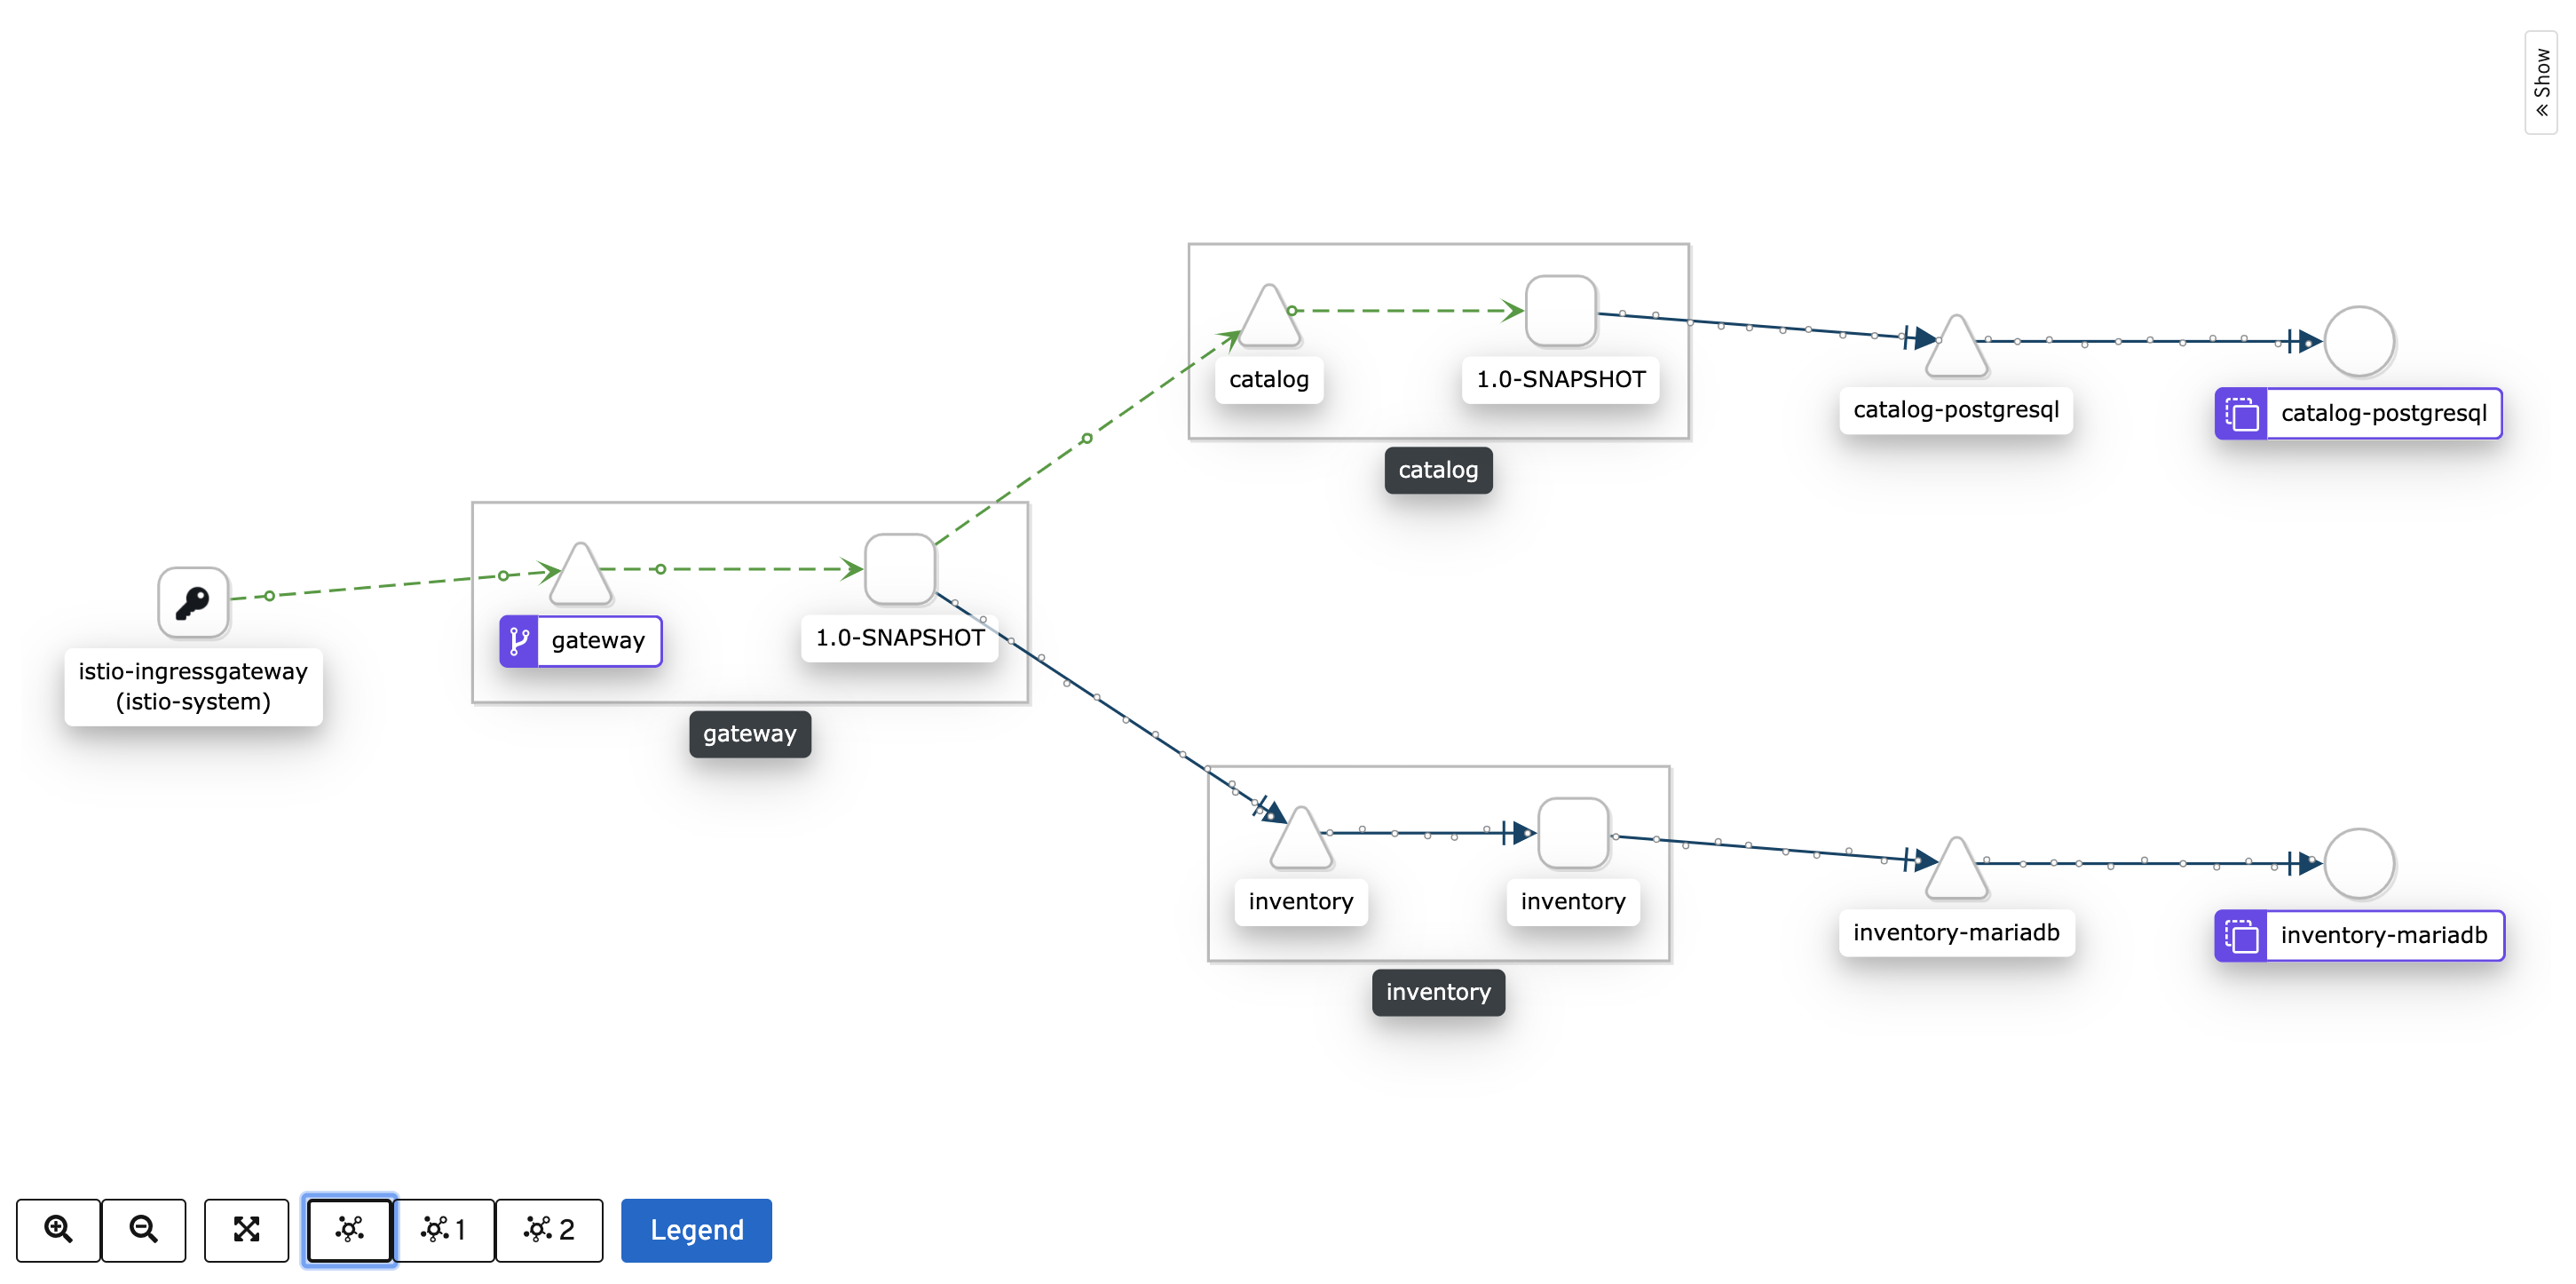 « Show
catalog
1.0-SNAPSHOT
catalog
catalog-postgresql
catalog-postgresql
istio-ingressgateway
(istio-system)
gateway
1.0-SNAPSHOT
gateway
inventory
inventory
inventory
inventory-mariadb
inventory-mariadb
1
2
Legend